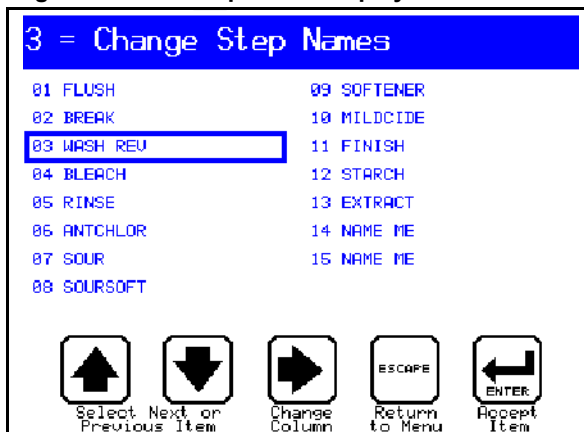 3 = Change Step Names
01 FLUSH
02 BREAK
03 WASH REV
04 BLEACH
05 RINSE
06 ANTCHLOR
07 SOUR
08 SOURSOFT
09 SOFTENER
10 MILDCIDE
11 FINISH
12 STARCH
13 EXTRACT
14 NAME ME
15 NAME ME
ESCAPE
ENTER
Select Next or
Previous Item
Change
Column
Return
to Menu
Accept
Item